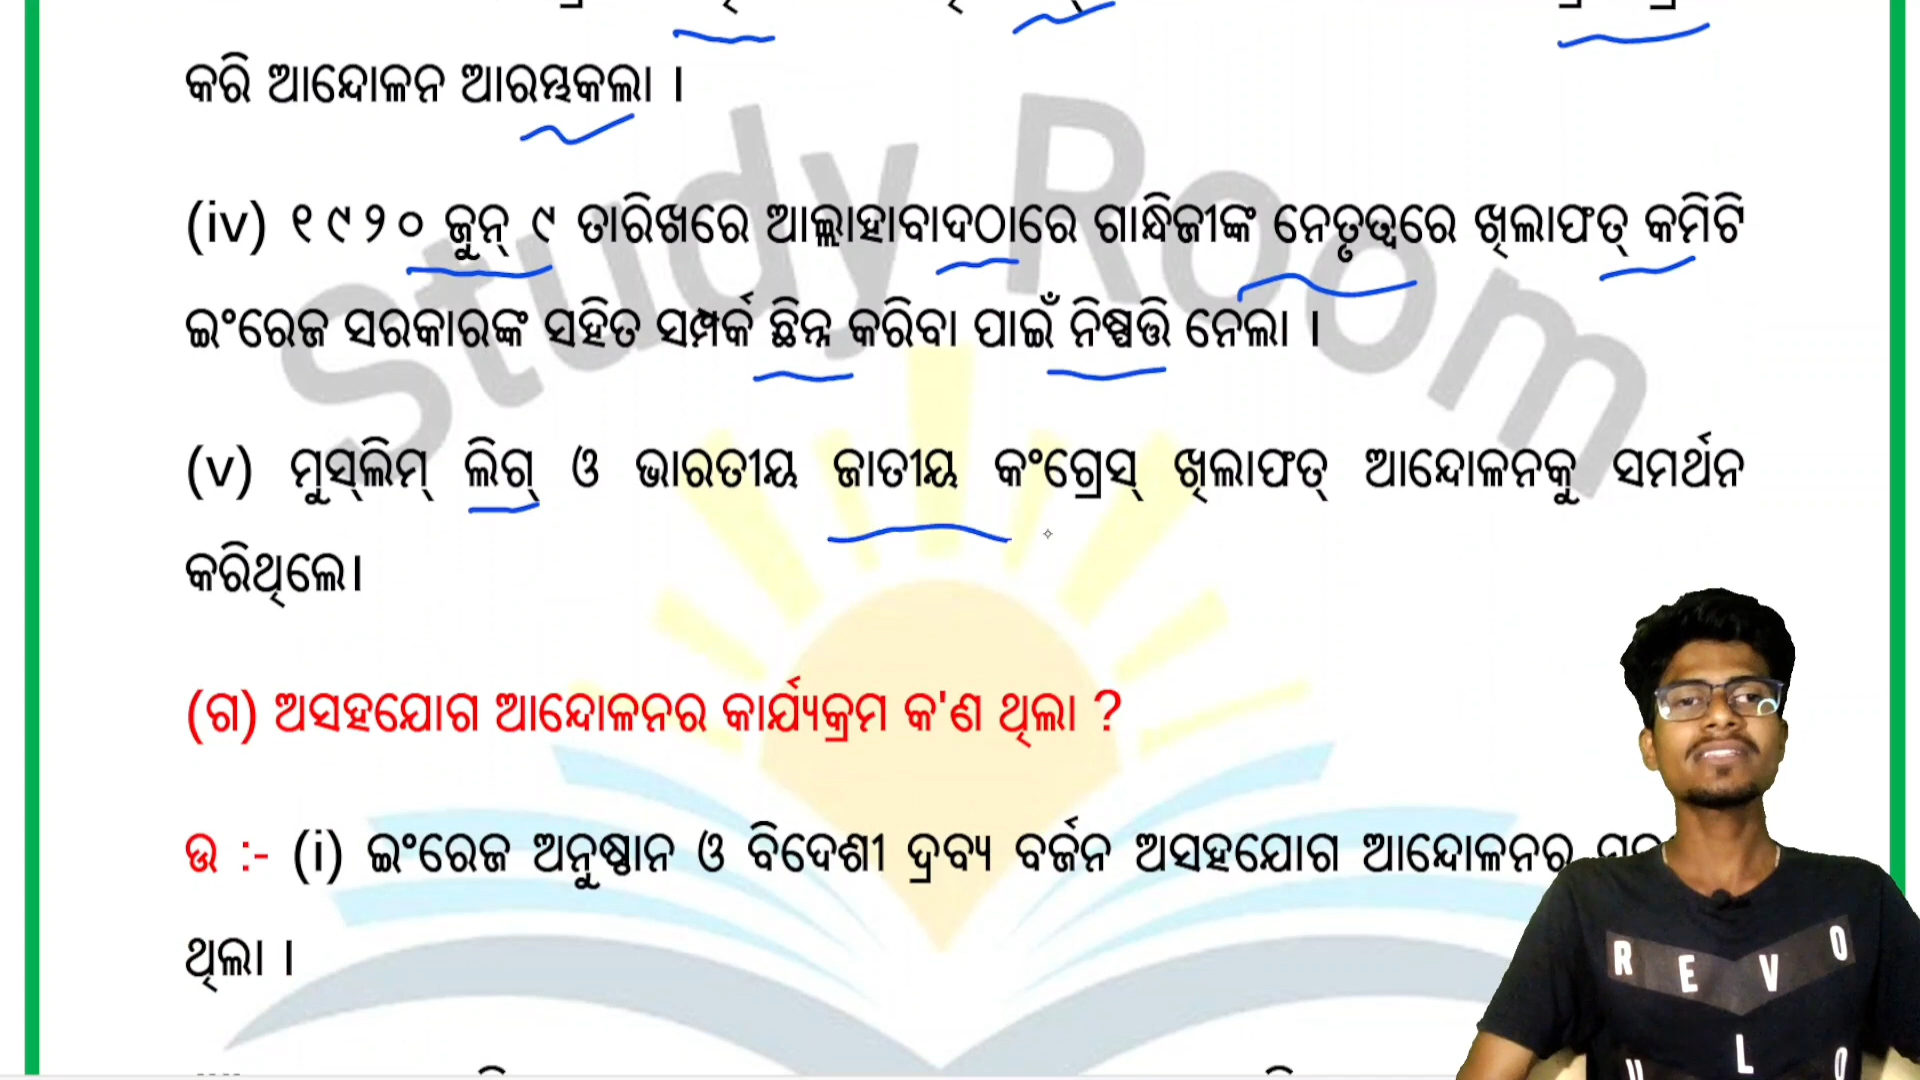 କରି ଆନ୍ଦୋଳନ ଆରମ୍ଭକଲା ।
(iv) ୧୯୨୦ ଜୁନ୍ ୯ ତାରିଖରେ ଆଲ୍ଲାହାବାଦଠାରେ ଗାନ୍ଧିଜୀଙ୍କ ନେତୃତ୍ୱରେ ଖିଲାଫତ୍ କମିଟି
ଇଂରେଜ ସରକାରଙ୍କ ସହିତ ସମ୍ପର୍କ ଛିନ୍ନ କରିବା ପାଇଁ ନିଷ୍ପତ୍ତି ନେଲା ।
(v) ମୁସ୍‌ଲିମ୍ ଲିଗ୍ ଓ ଭାରତୀୟ ଜାତୀୟ କଂଗ୍ରେସ୍ ଖିଲାଫତ୍ ଆନ୍ଦୋଳନକୁ ସମର୍ଥନ
କରିଥିଲେ।
(ଗ) ଅସହଯୋଗ ଆନ୍ଦୋଳନର କାର୍ଯ୍ୟକ୍ରମ କ'ଣ ଥିଲା ?
ଉ :- (i) ଇଂରେଜ ଅନୁଷ୍ଠାନ ଓ ବିଦେଶୀ ଦ୍ରବ୍ୟ ବର୍ଜନ ଅସହଯୋଗ ଆନ୍ଦୋଳନର
ଥିଲା ।
Study Room
REVO